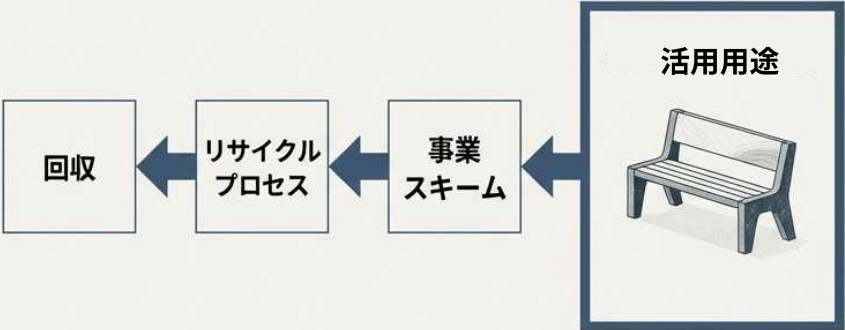 回収
リサイクル
プロセス
事業
スキーム
活用用途